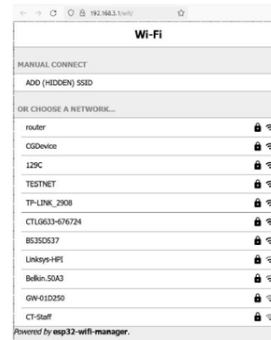 192.168.1.1/wifi/
Wi-Fi
MANUAL CONNECT
ADD (HIDDEN) SSID
OR CHOOSE A NETWORK...
router
CGDevice
129C
TESTNET
TP-LINK_2908
CTLG633-676724
BS35D537
Linksys-HPI
Belkin.50A3
GW-01D250
CT-Staff
Powered by esp32-wifi-manager.